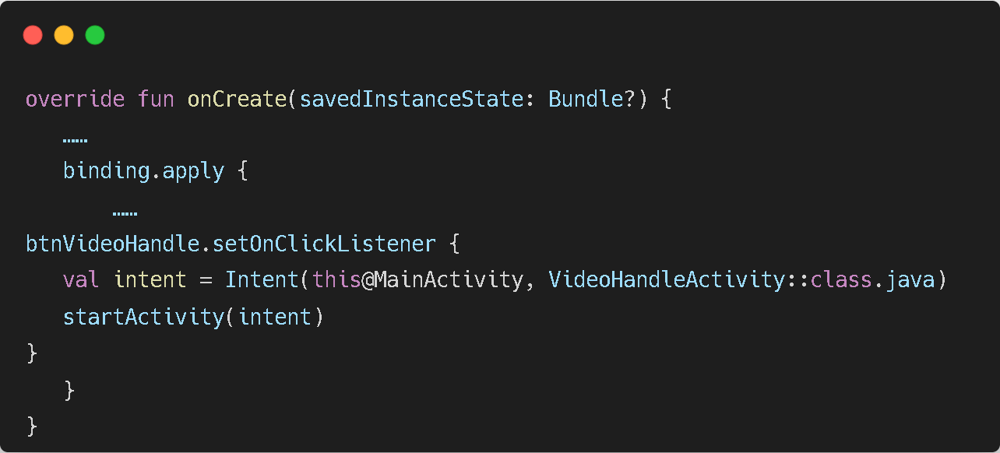 override fun onCreate(savedInstanceState: Bundle?) {
   ……
   binding.apply {
       ……
btnVideoHandle.setOnClickListener {
   val intent = Intent(this@MainActivity, VideoHandleActivity::class.java)
   startActivity(intent)
}
   }
}